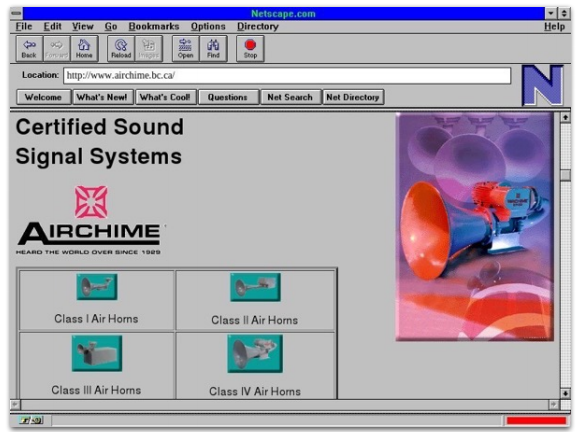 Netscape.com
File Edit View Go Bookmarks Options Directory Help
Back Forward Home Reload Images Open Find Stop
Location: http://www.airchime.bc.ca/
Welcome What's New! What's Cool! Questions Net Search Net Directory
Certified Sound
Signal Systems
AIRCHIME
HEARD THE WORLD OVER SINCE 1929
Class I Air Horns Class II Air Horns
Class III Air Horns Class IV Air Horns